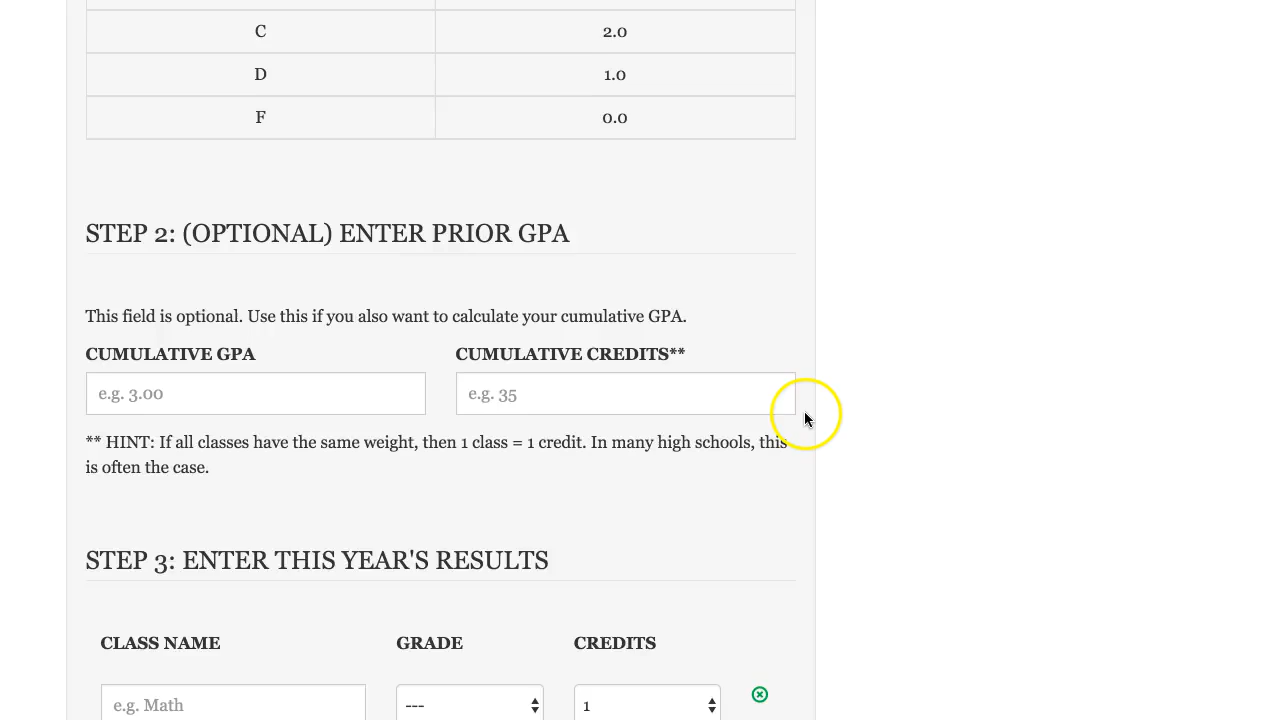 C 2.0
D 1.0
F 0.0
STEP 2: (OPTIONAL) ENTER PRIOR GPA
This field is optional. Use this if you also want to calculate your cumulative GPA.
CUMULATIVE GPA CUMULATIVE CREDITS**
e.g. 3.00 e.g. 35
** HINT: If all classes have the same weight, then 1 class = 1 credit. In many high schools, this
is often the case.
STEP 3: ENTER THIS YEAR'S RESULTS
CLASS NAME GRADE CREDITS
e.g. Math --- 1